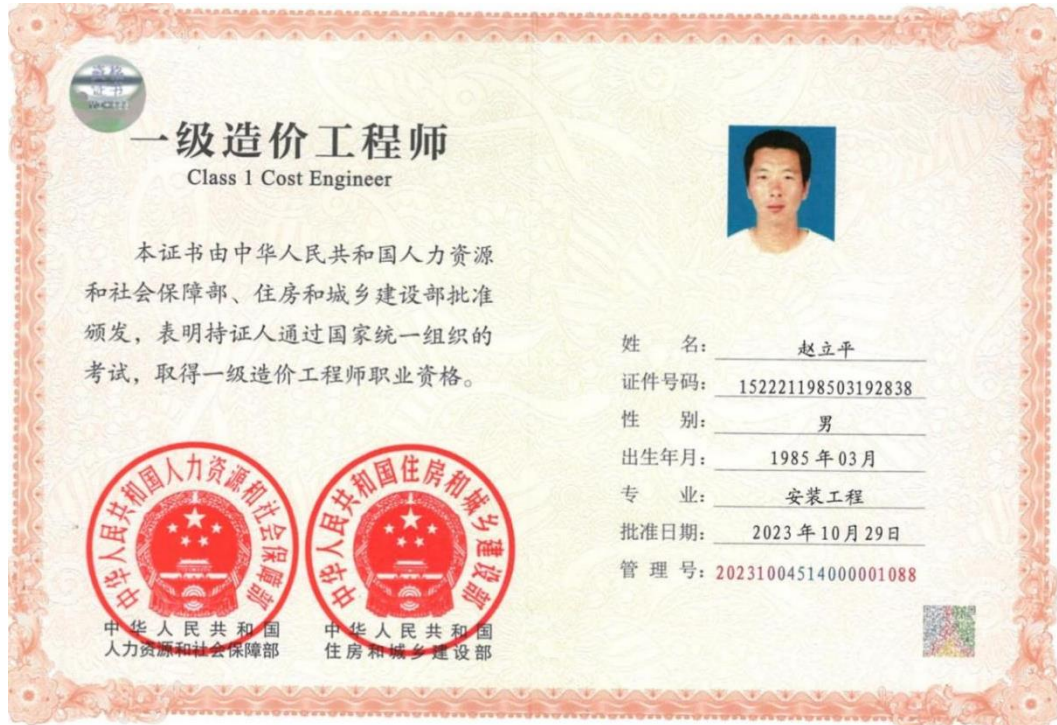 资格
证书
一级造价工程师
Class 1 Cost Engineer
本证书由中华人民共和国人力资源
和社会保障部、住房和城乡建设部批准
颁发，表明持证人通过国家统一组织的
考试，取得一级造价工程师职业资格。
中华人民共和国人力资源和社会保障部
中华人民共和国住房和城乡建设部
中华人民共和国
人力资源和社会保障部
中华人民共和国
住房和城乡建设部
姓名：赵立平
证件号码：152221198503192838
性别：男
出生年月：1985年03月
专业：安装工程
批准日期：2023年10月29日
管理号：20231004514000001088